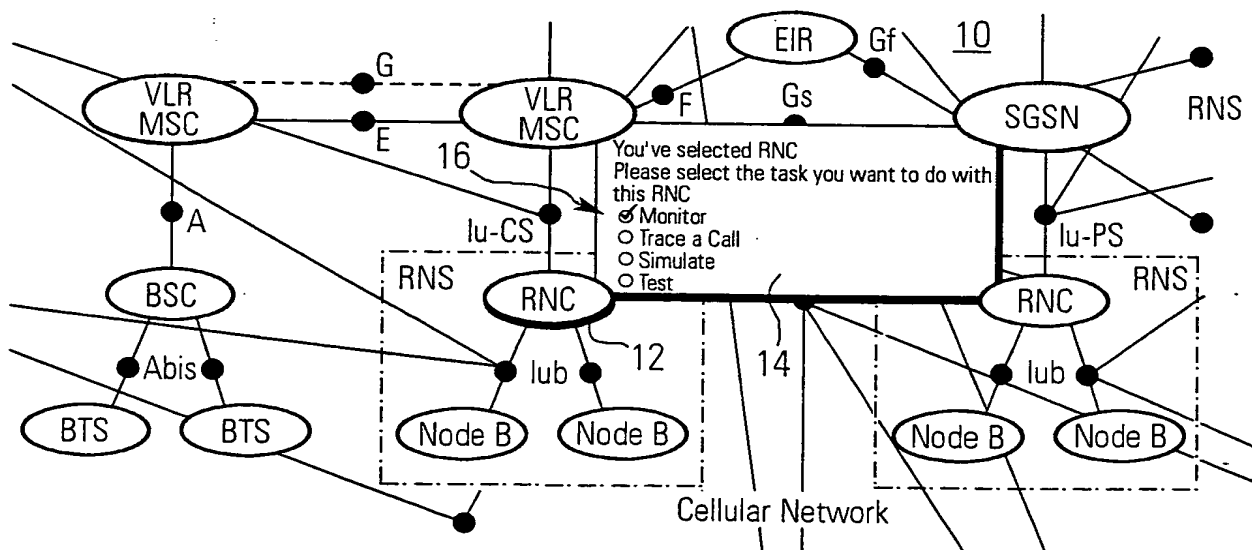 EIR
Gf
10
G
VLR
MSC
VLR
MSC
F
Gs
SGSN
RNS
E
16
You've selected RNC
Please select the task you want to do with
this RNC
Monitor
Trace a Call
Simulate
Test
A
Iu-CS
Iu-PS
RNS
RNS
BSC
RNC
RNC
12
14
Abis
Iub
Iub
BTS
BTS
Node B
Node B
Node B
Node B
Cellular Network